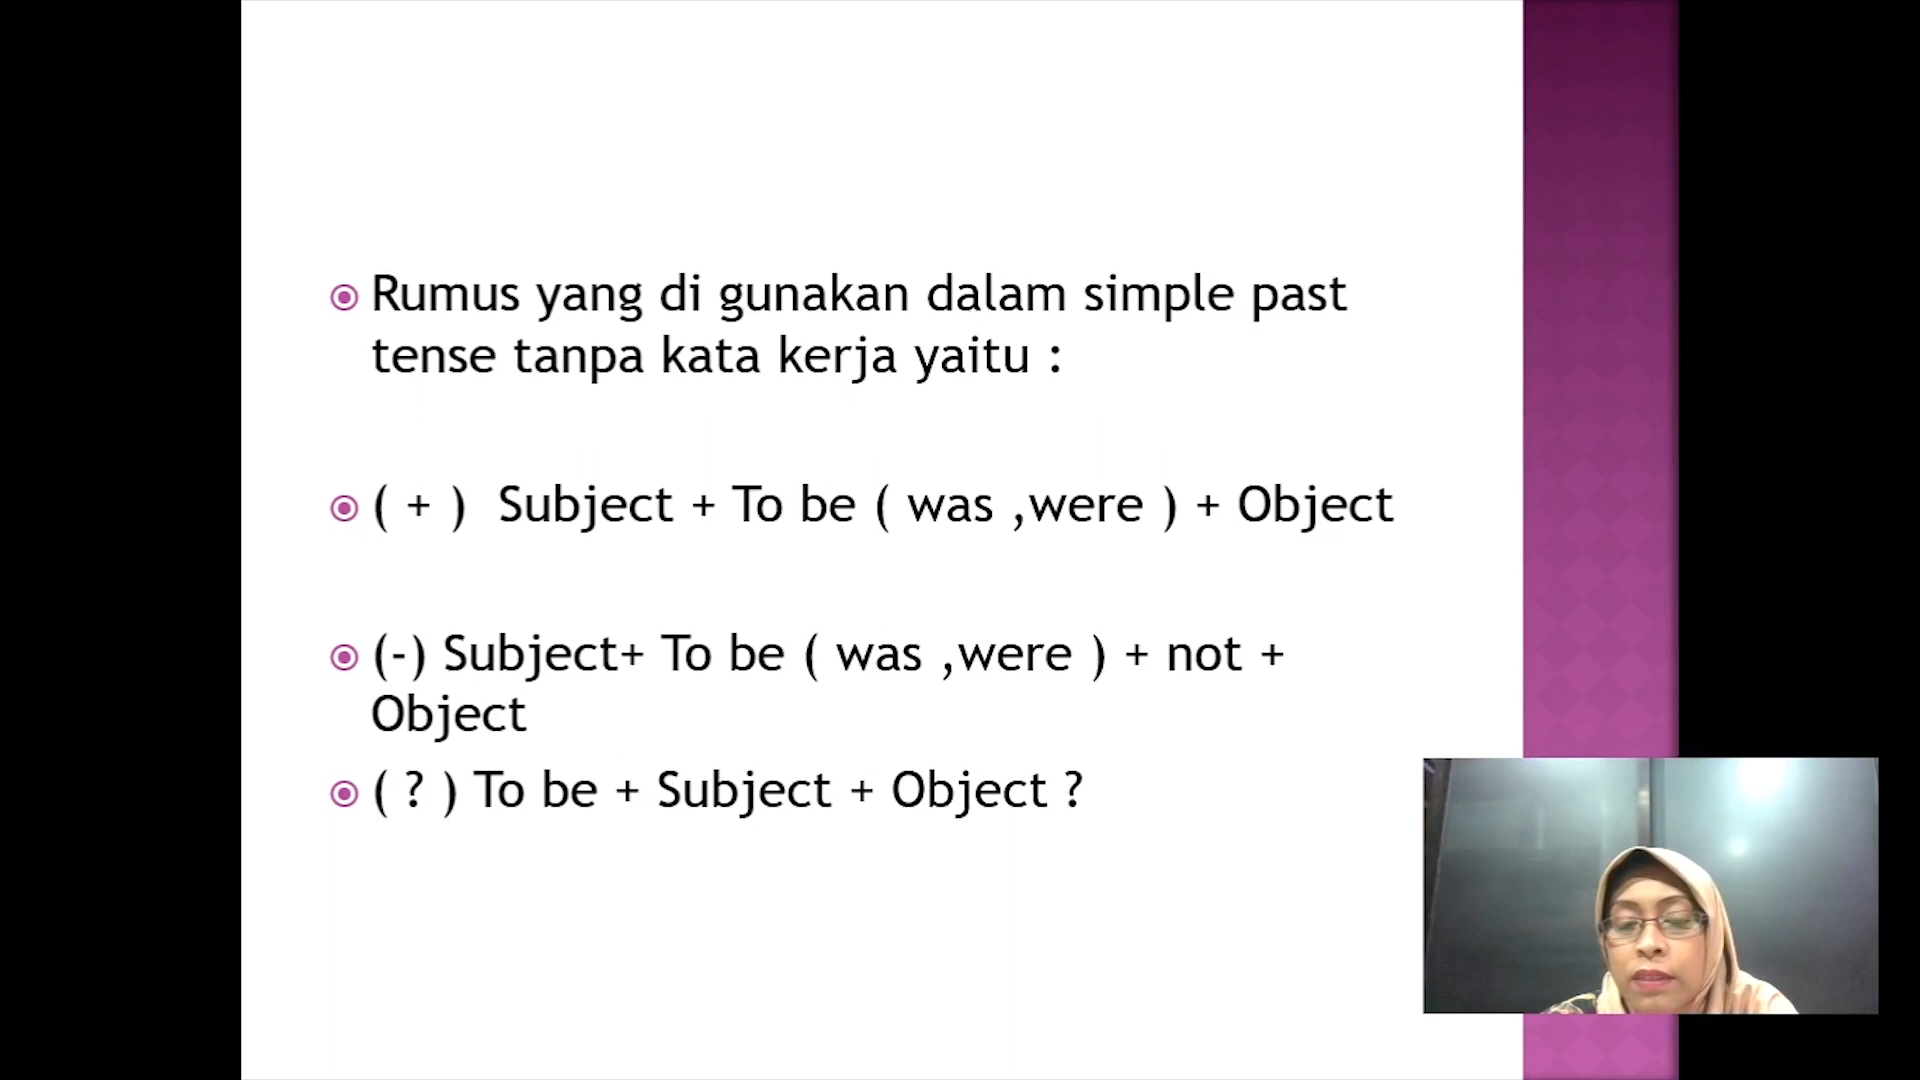 Rumus yang di gunakan dalam simple past
tense tanpa kata kerja yaitu :
( + ) Subject + To be ( was ,were ) + Object
(-) Subject+ To be ( was ,were ) + not +
Object
( ? ) To be + Subject + Object ?